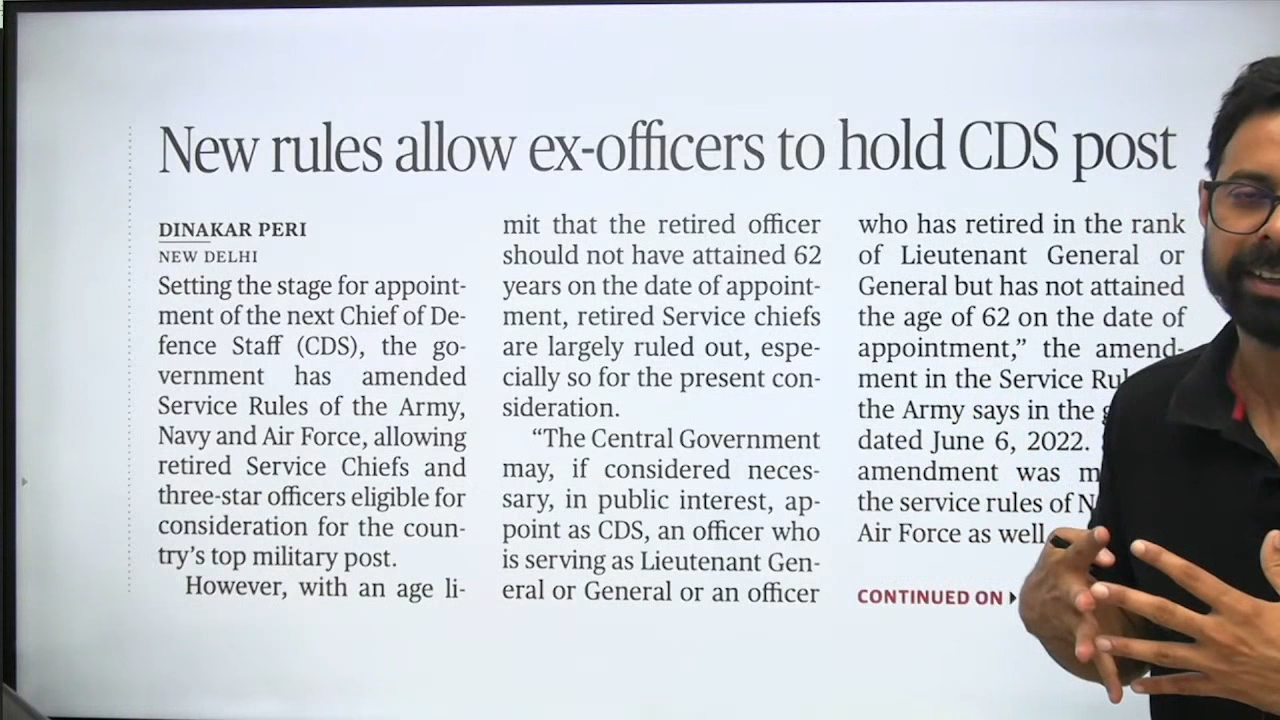 New rules allow ex-officers to hold CDS post
DINAKAR PERI
NEW DELHI
Setting the stage for appoint-
ment of the next Chief of De-
fence Staff (CDS), the go-
vernment has amended
Service Rules of the Army,
Navy and Air Force, allowing
retired Service Chiefs and
three-star officers eligible for
consideration for the coun-
try's top military post.
However, with an age li-
mit that the retired officer
should not have attained 62
years on the date of appoint-
ment, retired Service chiefs
are largely ruled out, espe-
cially so for the present con-
sideration.
“The Central Government
may, if considered neces-
sary, in public interest, ap-
point as CDS, an officer who
is serving as Lieutenant Gen-
eral or General or an officer
who has retired in the rank
of Lieutenant General or
General but has not attained
the age of 62 on the date of
appointment,” the amend-
ment in the Service
the Army says in the
dated June 6, 2022.
amendment was
the service rules of
Air Force as well.
CONTINUED ON